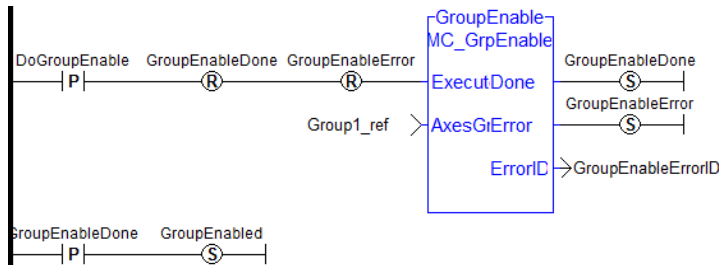 GroupEnable
MC_GrpEnable
DoGroupEnable GroupEnableDone GroupEnableError GroupEnableDone
P R R ExecutDone S
GroupEnableError
Group1_ref AxesGrError S
ErrorID GroupEnableErrorID
GroupEnableDone GroupEnabled
P S